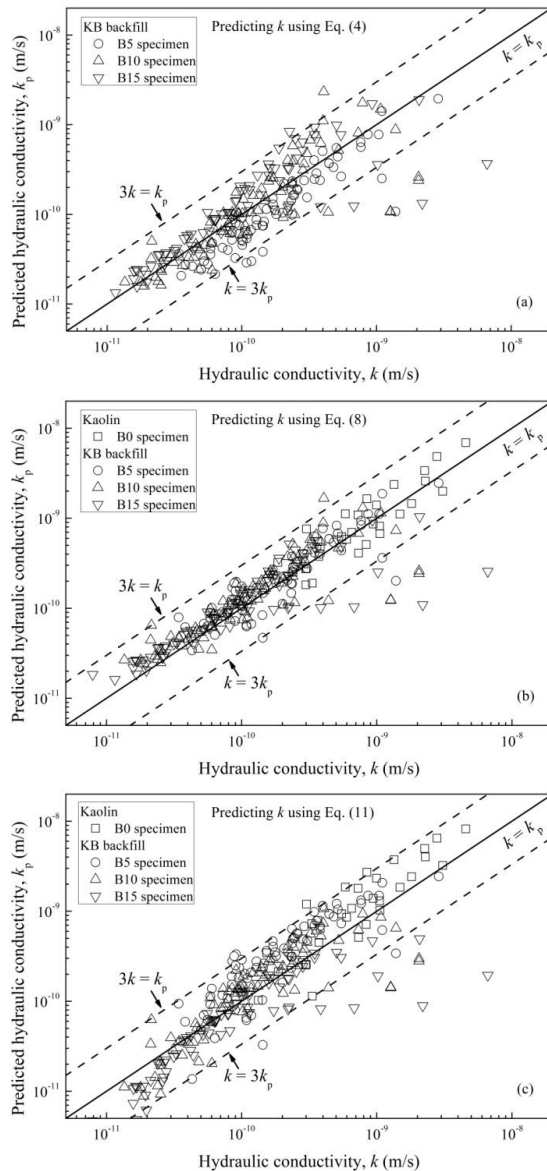 KB backfill
Predicting k using Eq. (4)
B5 specimen
B10 specimen
B15 specimen
k = kp
3k = kp
k = 3kp
(a)
Predicted hydraulic conductivity, kp (m/s)
10⁻⁸
10⁻⁹
10⁻¹⁰
10⁻¹¹
10⁻¹¹ 10⁻¹⁰ 10⁻⁹ 10⁻⁸
Hydraulic conductivity, k (m/s)
Kaolin
Predicting k using Eq. (8)
B0 specimen
KB backfill
B5 specimen
B10 specimen
B15 specimen
k = kp
3k = kp
k = 3kp
(b)
Predicted hydraulic conductivity, kp (m/s)
10⁻⁸
10⁻⁹
10⁻¹⁰
10⁻¹¹
10⁻¹¹ 10⁻¹⁰ 10⁻⁹ 10⁻⁸
Hydraulic conductivity, k (m/s)
Kaolin
Predicting k using Eq. (11)
B0 specimen
KB backfill
B5 specimen
B10 specimen
B15 specimen
k = kp
3k = kp
k = 3kp
(c)
Predicted hydraulic conductivity, kp (m/s)
10⁻⁸
10⁻⁹
10⁻¹⁰
10⁻¹¹
10⁻¹¹ 10⁻¹⁰ 10⁻⁹ 10⁻⁸
Hydraulic conductivity, k (m/s)